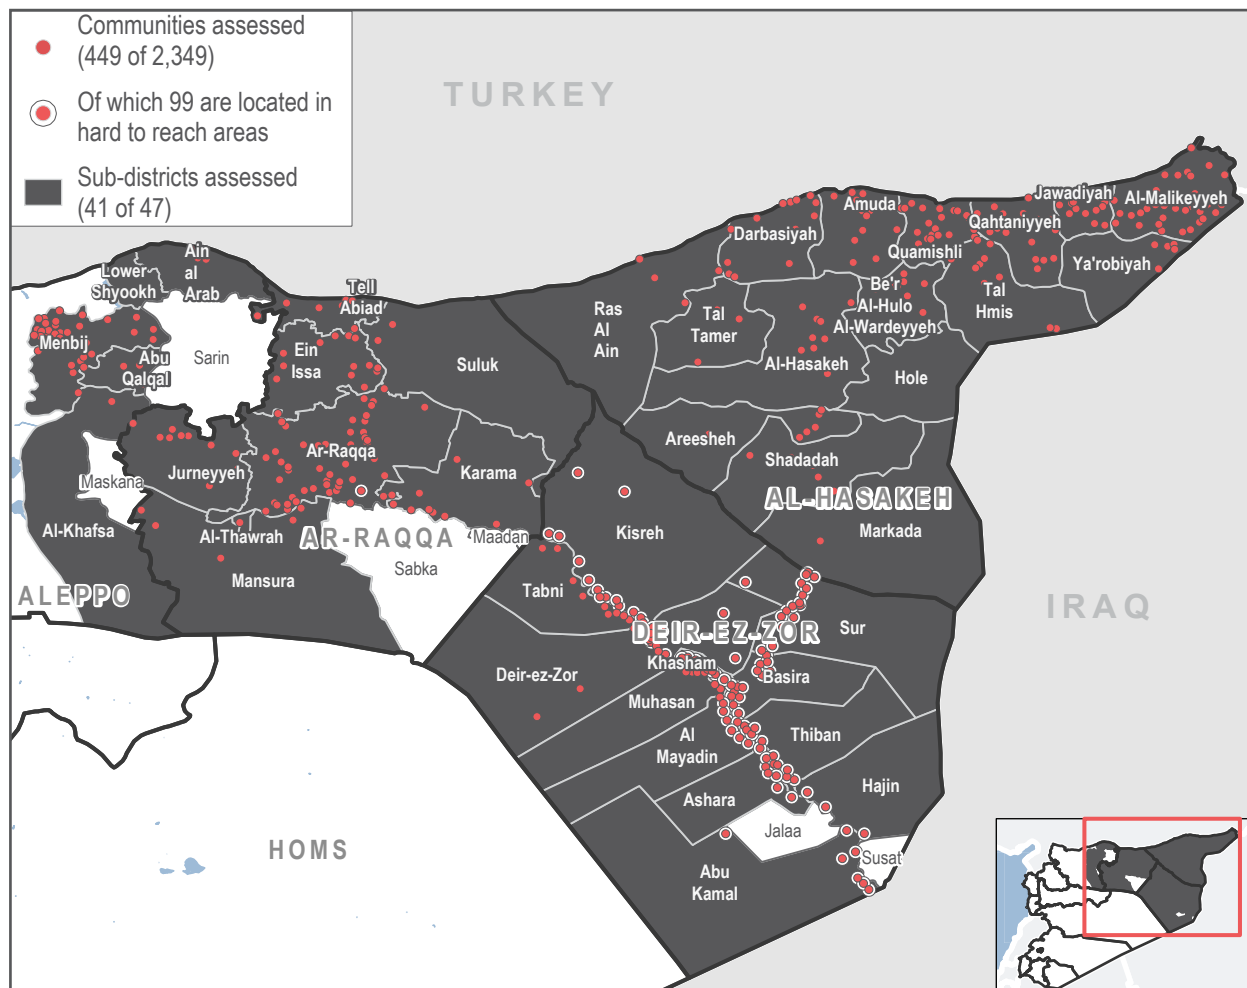 Communities assessed
(449 of 2,349)
Of which 99 are located in
hard to reach areas
Sub-districts assessed
(41 of 47)
TURKEY
Jawadiyah
Al-Malikeyyeh
Amuda
Qahtaniyyeh
Darbasiyah
Quamishli
Ya'robiyah
Ain
al
Arab
Lower
Shyookh
Tell
Abiad
Be'r
Al-Hulo
Al-Wardeyyeh
Tal
Hmis
Ras
Al
Ain
Tal
Tamer
Menbij
Abu
Qalqal
Sarin
Ein
Issa
Suluk
Al-Hasakeh
Hole
Areesheh
Shadadah
Ar-Raqqa
Karama
Jurneyyeh
Maskana
AL-HASAKEH
Markada
Al-Khafsa
Al-Thawrah
AR-RAQQA
Maadan
Kisreh
Sabka
Mansura
Tabni
ALEPPO
IRAQ
DEIR-EZ-ZOR
Sur
Khasham
Deir-ez-Zor
Basira
Muhasan
Al
Mayadin
Thiban
Hajin
Ashara
Jalaa
HOMS
Susat
Abu
Kamal